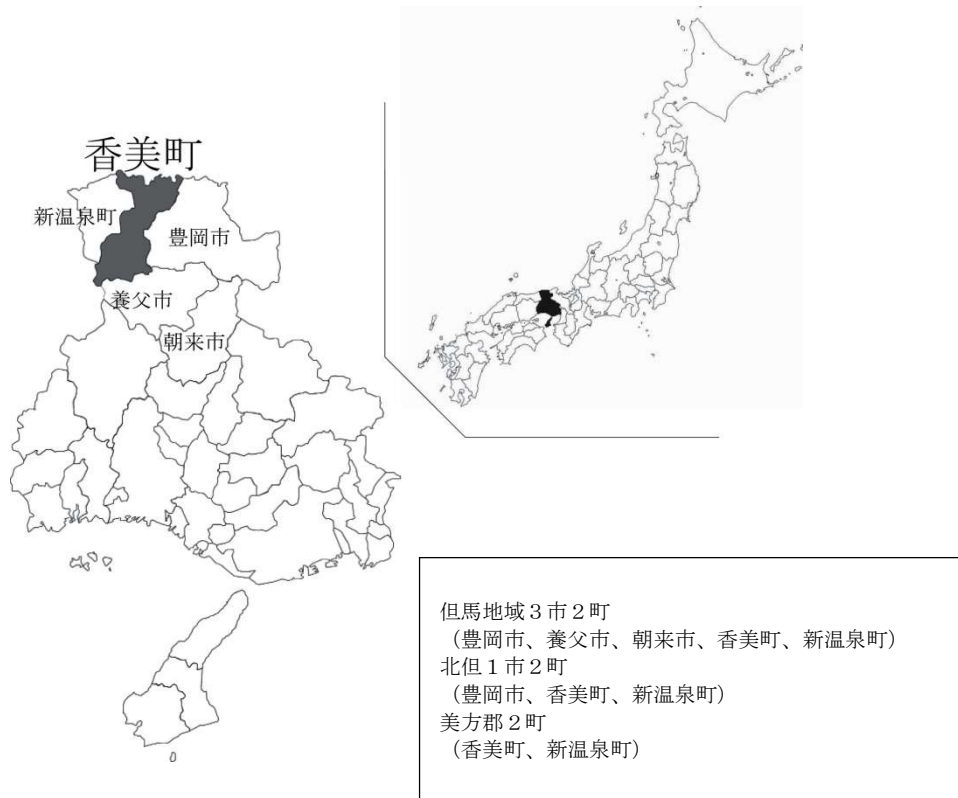 香美町
新温泉町
豊岡市
養父市
朝来市
但馬地域３市２町
（豊岡市、養父市、朝来市、香美町、新温泉町）
北但１市２町
（豊岡市、香美町、新温泉町）
美方郡２町
（香美町、新温泉町）